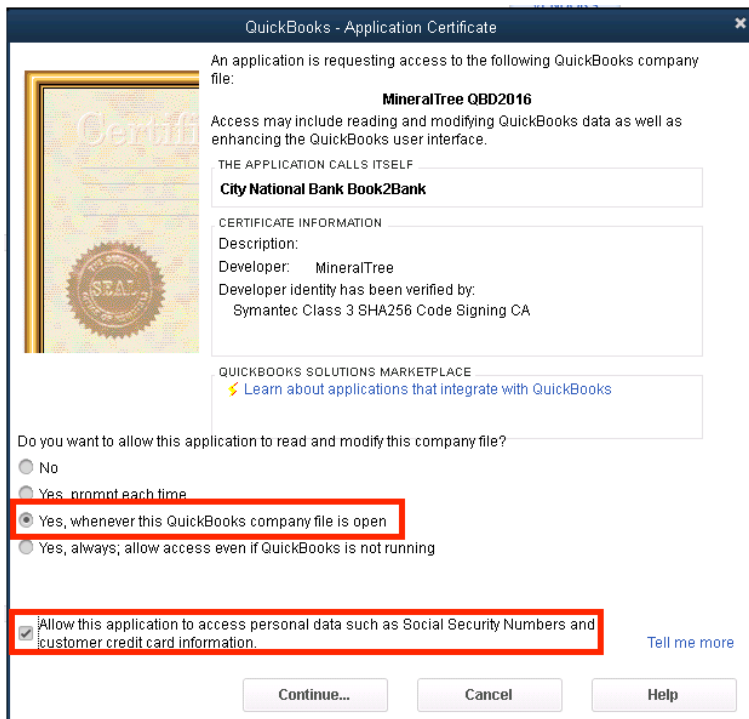 QuickBooks - Application Certificate
An application is requesting access to the following QuickBooks company
file:
MineralTree QBD2016
Access may include reading and modifying QuickBooks data as well as
enhancing the QuickBooks user interface.
THE APPLICATION CALLS ITSELF
City National Bank Book2Bank
CERTIFICATE INFORMATION
Description:
Developer: MineralTree
Developer identity has been verified by:
Symantec Class 3 SHA256 Code Signing CA
QUICKBOOKS SOLUTIONS MARKETPLACE
Learn about applications that integrate with QuickBooks
Certifi
SEAL
Do you want to allow this application to read and modify this company file?
No
Yes, prompt each time
Yes, whenever this QuickBooks company file is open
Yes, always; allow access even if QuickBooks is not running
Allow this application to access personal data such as Social Security Numbers and
customer credit card information.
Tell me more
Continue... Cancel Help